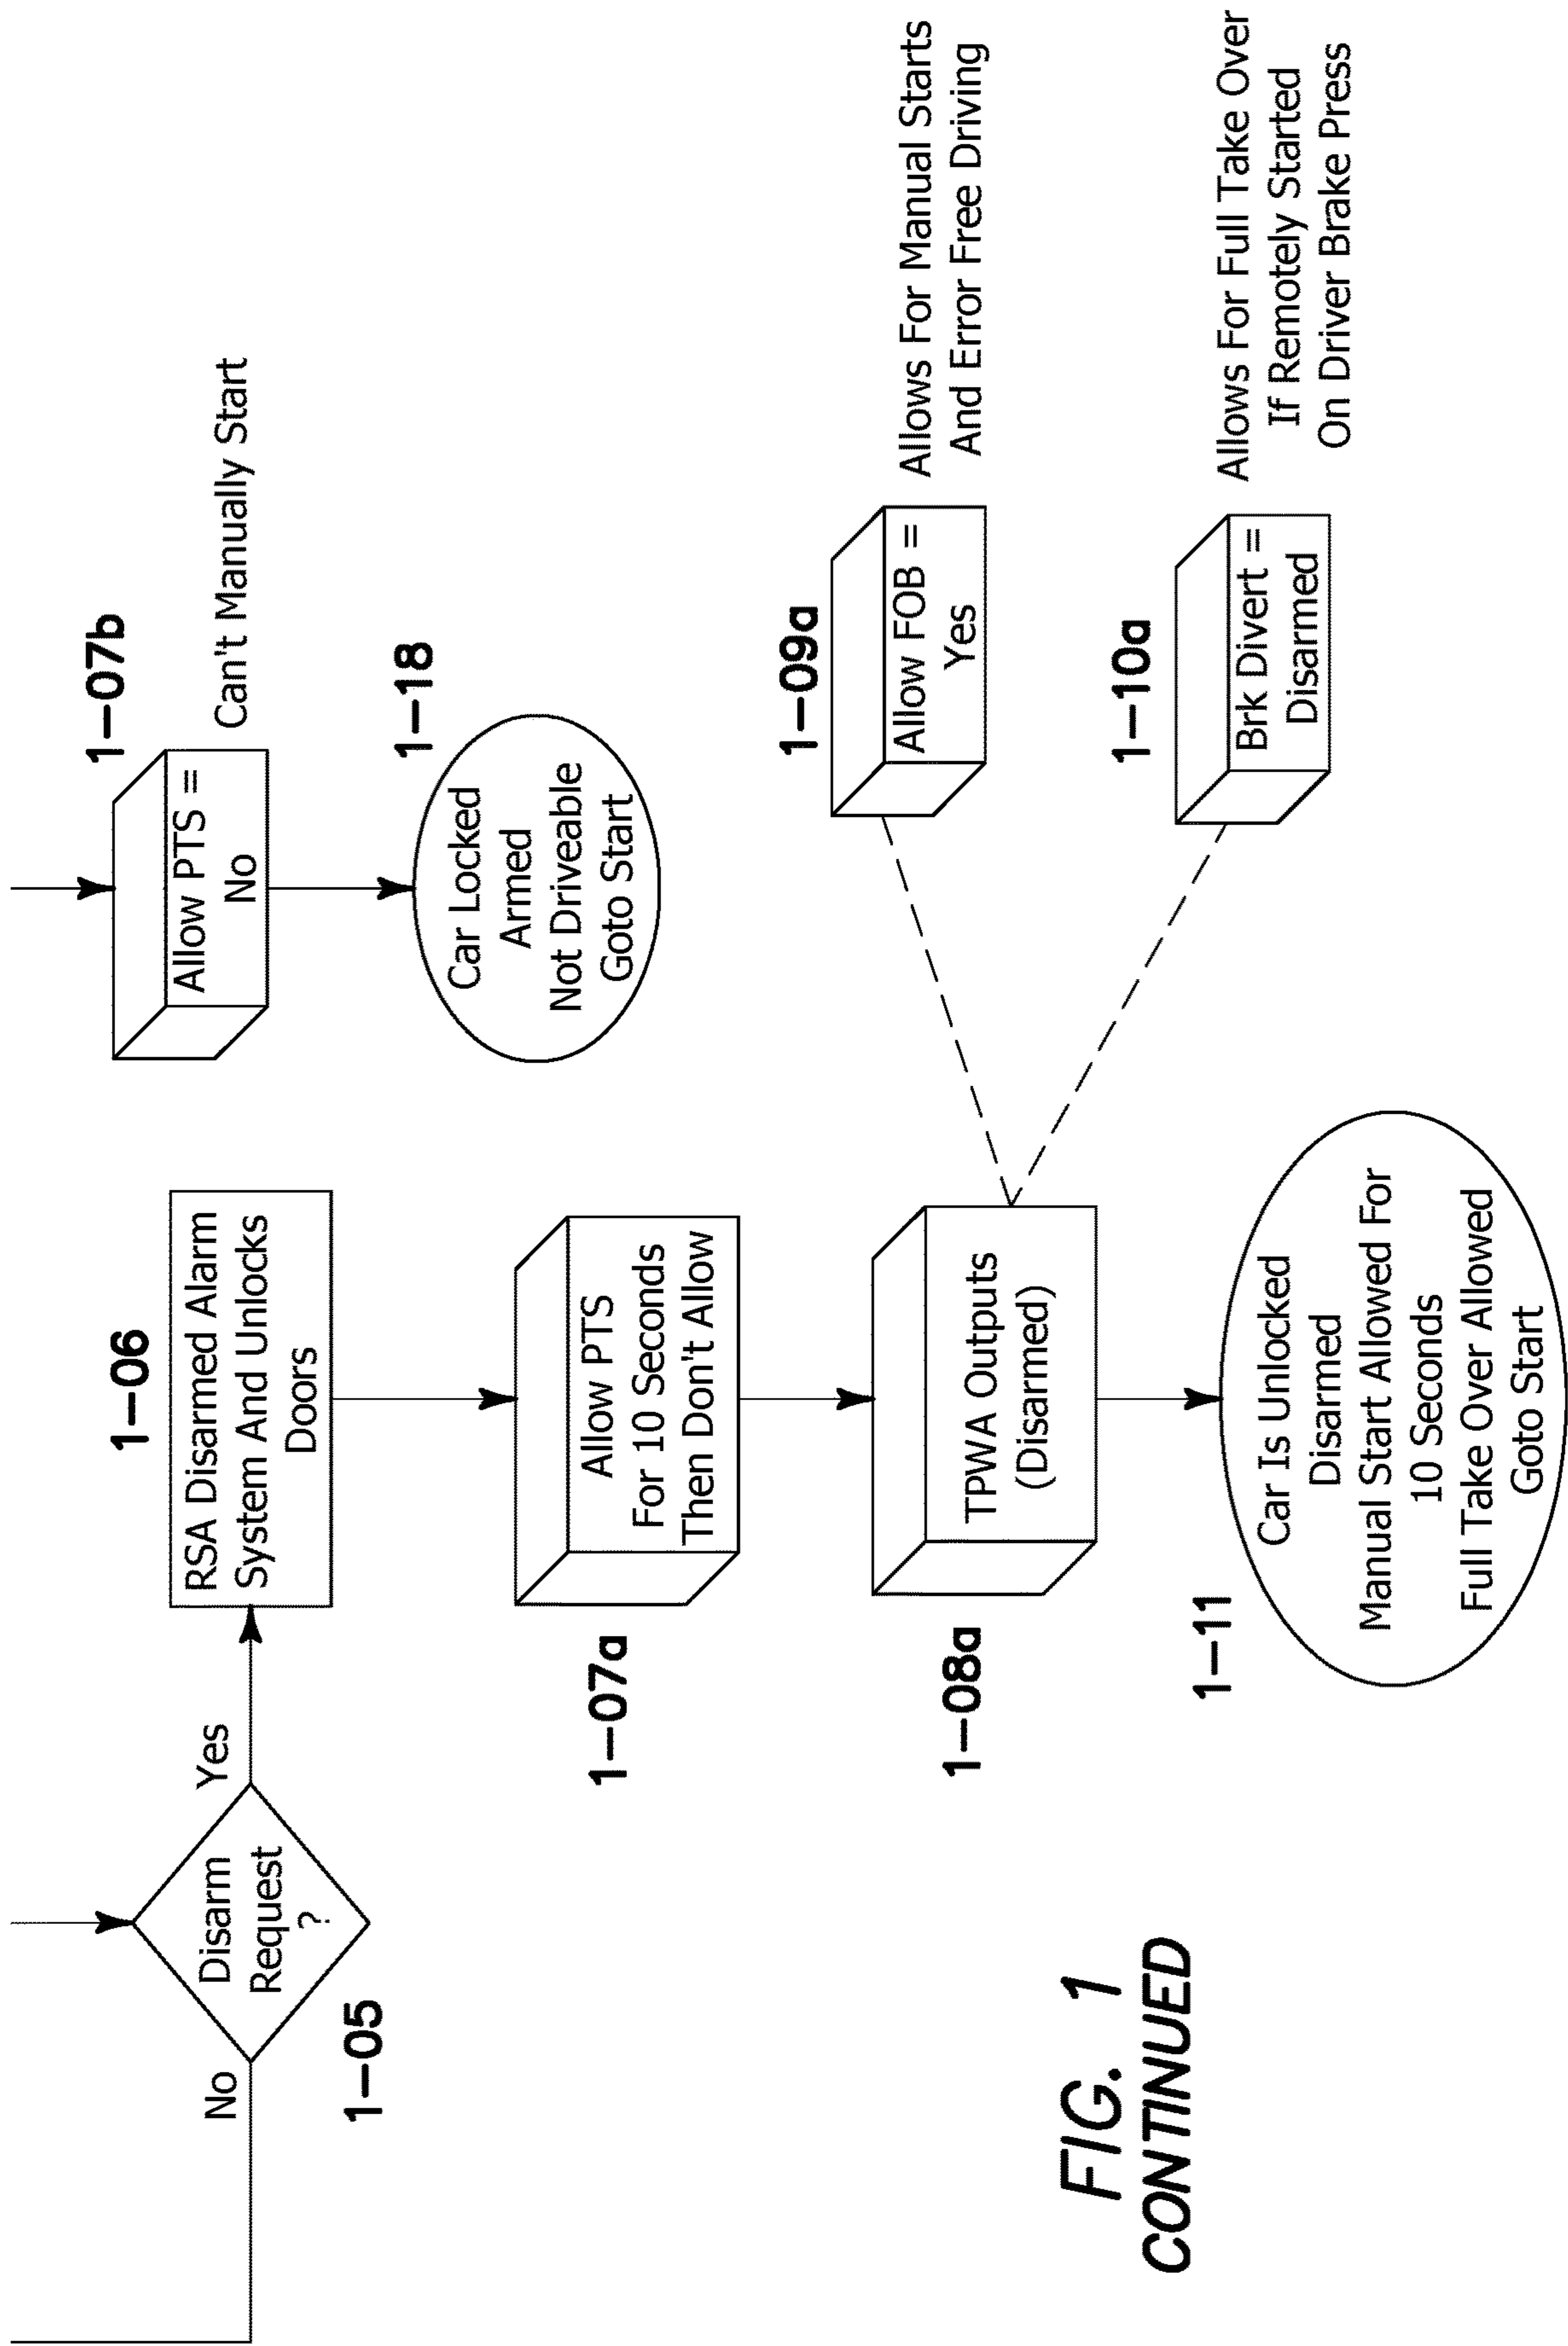 No
Disarm
Request
?
Yes
1–05
1–06
RSA Disarmed Alarm
System And Unlocks
Doors
1–07a
Allow PTS
For 10 Seconds
Then Don't Allow
1–08a
TPWA Outputs
(Disarmed)
1–11
Car Is Unlocked
Disarmed
Manual Start Allowed For
10 Seconds
Full Take Over Allowed
Goto Start
1–07b
Allow PTS =
No
Can't Manually Start
1–18
Car Locked
Armed
Not Driveable
Goto Start
1–09a
Allow FOB =
Yes
Allows For Manual Starts
And Error Free Driving
1–10a
Brk Divert =
Disarmed
Allows For Full Take Over
If Remotely Started
On Driver Brake Press
FIG. 1
CONTINUED